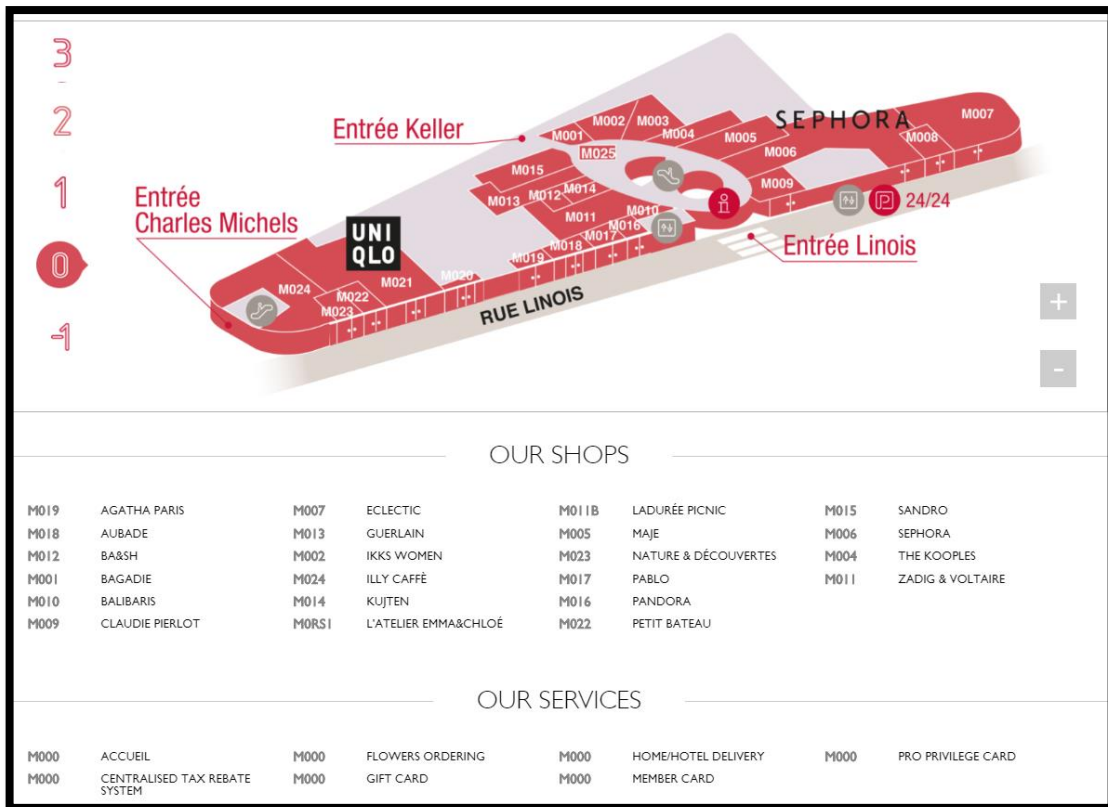 3
2
1
0
-1
Entrée Keller
Entrée
Charles Michels
UNI
QLO
SEPHORA
M007
M002
M003
M001
M004
M005
M008
M025
M006
M015
M009
M014
M012
M013
M010
M011
M016
M017
M018
M019
M020
M021
M024
M022
M023
24/24
P
Entrée Linois
RUE LINOIS
+
-
OUR SHOPS
M019 AGATHA PARIS M007 ECLECTIC M011B LADURÉE PICNIC M015 SANDRO
M018 AUBADE M013 GUERLAIN M005 MAJE M006 SEPHORA
M012 BA&SH M002 IKKS WOMEN M023 NATURE & DÉCOUVERTES M004 THE KOOPLES
M001 BAGADIE M024 ILLY CAFFÈ M017 PABLO M011 ZADIG & VOLTAIRE
M010 BALIBARIS M014 KUJTEN M016 PANDORA
M009 CLAUDIE PIERLOT M0RS1 L'ATELIER EMMA&CHLOÉ M022 PETIT BATEAU
OUR SERVICES
M000 ACCUEIL M000 FLOWERS ORDERING M000 HOME/HOTEL DELIVERY M000 PRO PRIVILEGE CARD
M000 CENTRALISED TAX REBATE M000 GIFT CARD M000 MEMBER CARD
SYSTEM